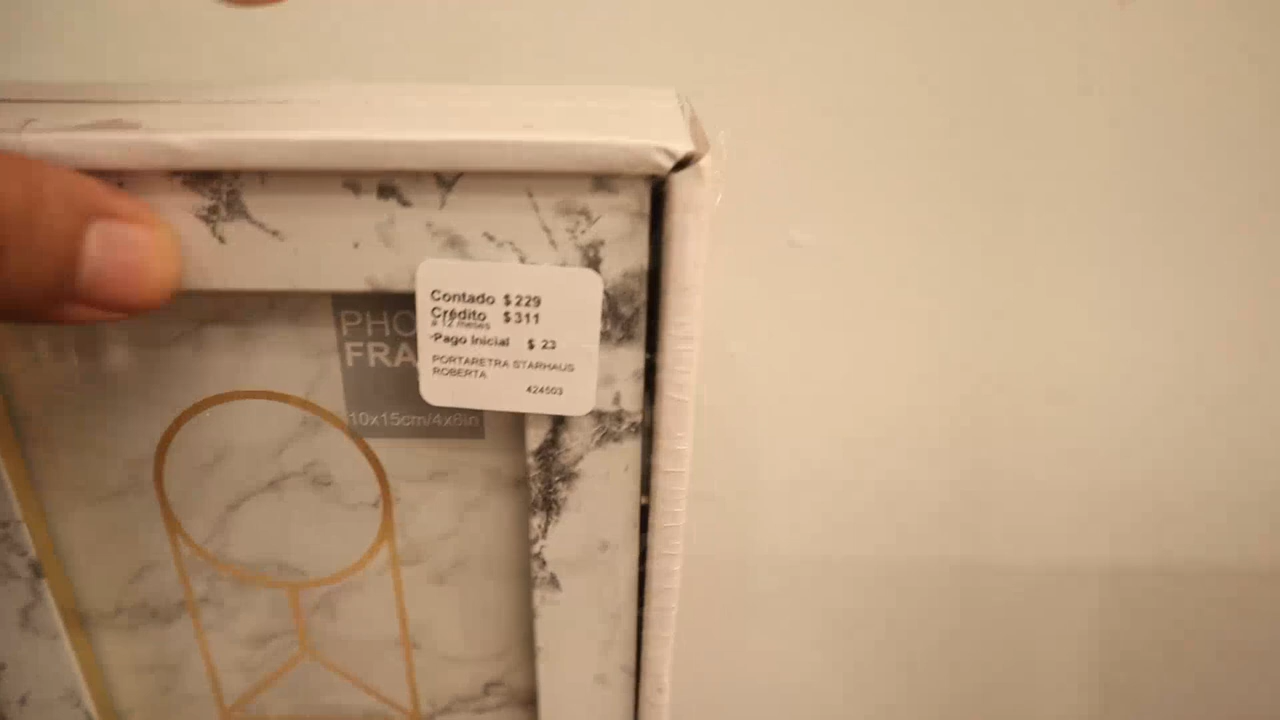 Contado $229
Crédito $311
a 12 meses
Pago Inicial $ 23
PORTARETRA STARHAUS
ROBERTA
424503
PHO
FRA
10x15cm/4x6in